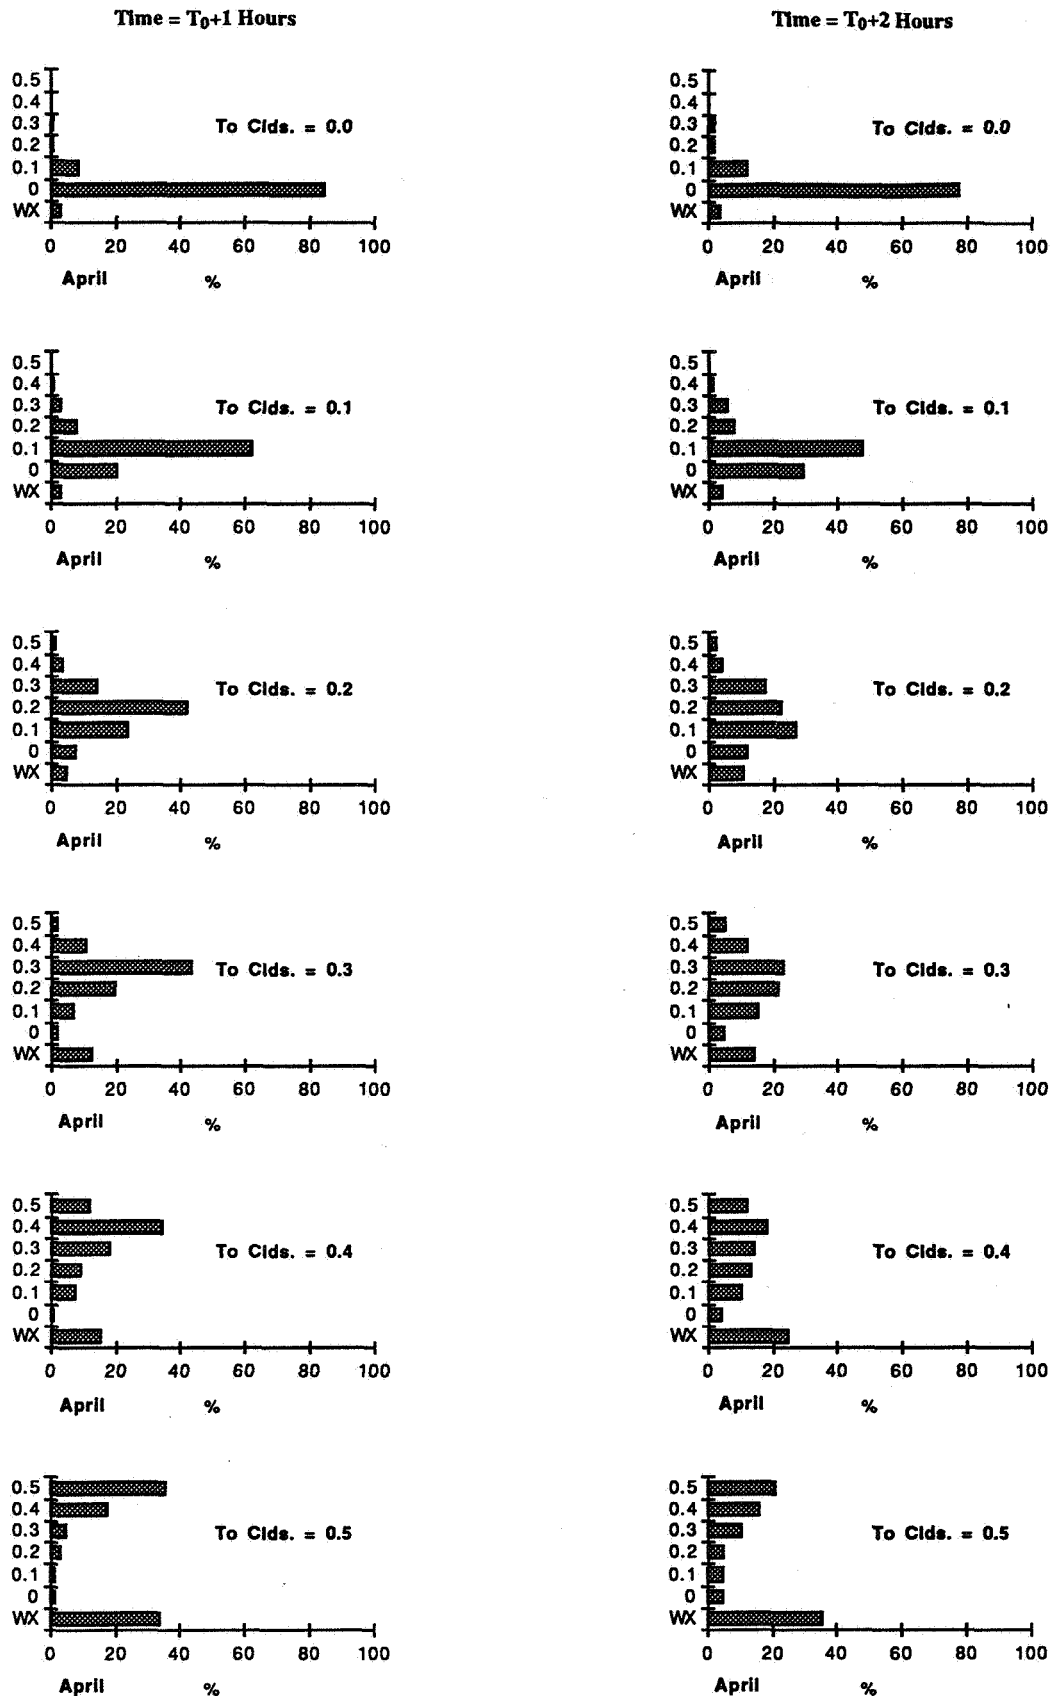 Time = T0+1 Hours
Time = T0+2 Hours
0.5
0.4
0.3
0.2
0.1
0
WX
To Clds. = 0.0
0 20 40 60 80 100
April %
0.5
0.4
0.3
0.2
0.1
0
WX
To Clds. = 0.0
0 20 40 60 80 100
April %
0.5
0.4
0.3
0.2
0.1
0
WX
To Clds. = 0.1
0 20 40 60 80 100
April %
0.5
0.4
0.3
0.2
0.1
0
WX
To Clds. = 0.1
0 20 40 60 80 100
April %
0.5
0.4
0.3
0.2
0.1
0
WX
To Clds. = 0.2
0 20 40 60 80 100
April %
0.5
0.4
0.3
0.2
0.1
0
WX
To Clds. = 0.2
0 20 40 60 80 100
April %
0.5
0.4
0.3
0.2
0.1
0
WX
To Clds. = 0.3
0 20 40 60 80 100
April %
0.5
0.4
0.3
0.2
0.1
0
WX
To Clds. = 0.3
0 20 40 60 80 100
April %
0.5
0.4
0.3
0.2
0.1
0
WX
To Clds. = 0.4
0 20 40 60 80 100
April %
0.5
0.4
0.3
0.2
0.1
0
WX
To Clds. = 0.4
0 20 40 60 80 100
April %
0.5
0.4
0.3
0.2
0.1
0
WX
To Clds. = 0.5
0 20 40 60 80 100
April %
0.5
0.4
0.3
0.2
0.1
0
WX
To Clds. = 0.5
0 20 40 60 80 100
April %